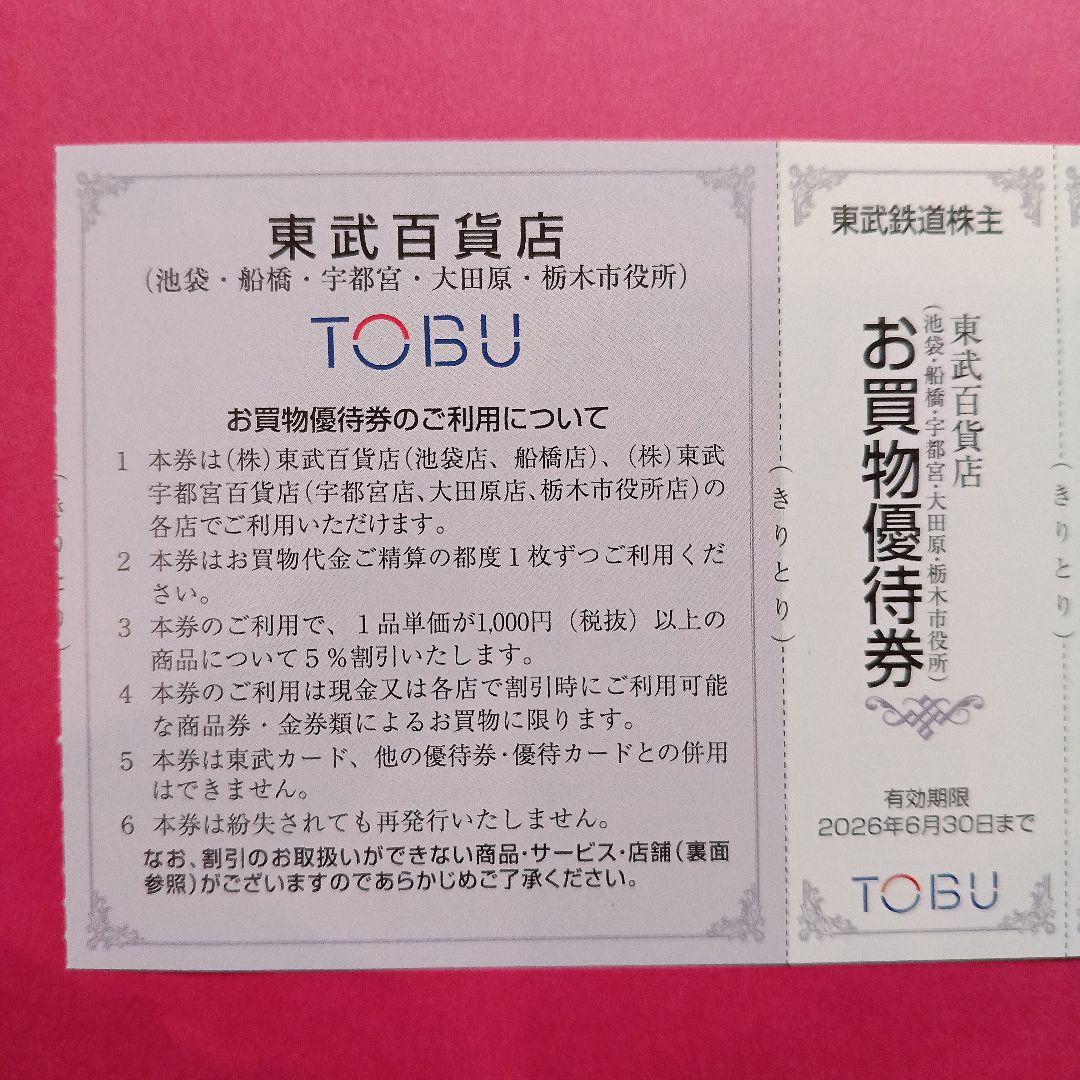 東武百貨店
(池袋・船橋・宇都宮・大田原・栃木市役所)
TOBU
お買物優待券のご利用について
1 本券は(株)東武百貨店(池袋店、船橋店)、(株)東武
宇都宮百貨店(宇都宮店、大田原店、栃木市役所店)の
各店でご利用いただけます。
2 本券はお買物代金ご精算の都度1枚ずつご利用くだ
さい。
3 本券のご利用で、1品単価が1,000円(税抜)以上の
商品について5%割引いたします。
4 本券のご利用は現金又は各店で割引時にご利用可能
な商品券・金券類によるお買物に限ります。
5 本券は東武カード、他の優待券・優待カードとの併用
はできません。
6 本券は紛失されても再発行いたしません。
なお、割引のお取扱いができない商品・サービス・店舗(裏面
参照)がございますのであらかじめご了承ください。
(きりとり)
(きりとり)
東武鉄道株主
東武百貨店
(池袋・船橋・宇都宮・大田原・栃木市役所)
お買物優待券
有効期限
2026年6月30日まで
TOBU
(きりとり)